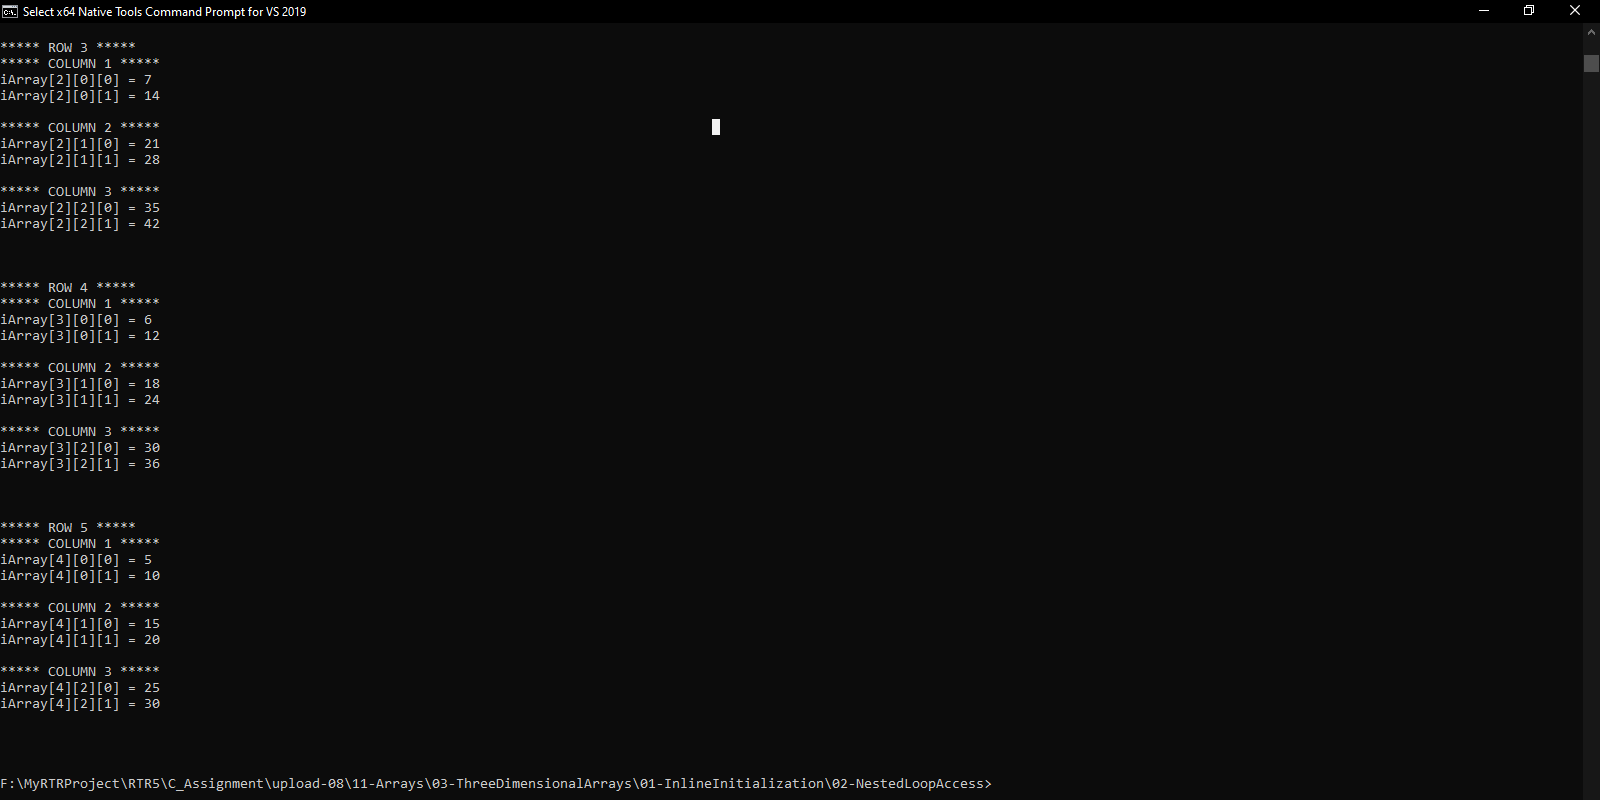 Select x64 Native Tools Command Prompt for VS 2019
***** ROW 3 *****
***** COLUMN 1 *****
iArray[2][0][0] = 7
iArray[2][0][1] = 14
***** COLUMN 2 *****
iArray[2][1][0] = 21
iArray[2][1][1] = 28
***** COLUMN 3 *****
iArray[2][2][0] = 35
iArray[2][2][1] = 42
***** ROW 4 *****
***** COLUMN 1 *****
iArray[3][0][0] = 6
iArray[3][0][1] = 12
***** COLUMN 2 *****
iArray[3][1][0] = 18
iArray[3][1][1] = 24
***** COLUMN 3 *****
iArray[3][2][0] = 30
iArray[3][2][1] = 36
***** ROW 5 *****
***** COLUMN 1 *****
iArray[4][0][0] = 5
iArray[4][0][1] = 10
***** COLUMN 2 *****
iArray[4][1][0] = 15
iArray[4][1][1] = 20
***** COLUMN 3 *****
iArray[4][2][0] = 25
iArray[4][2][1] = 30
F:\MyRTRProject\RTR5\C_Assignment\upload-08\11-Arrays\03-ThreeDimensionalArrays\01-InlineInitialization\02-NestedLoopAccess>